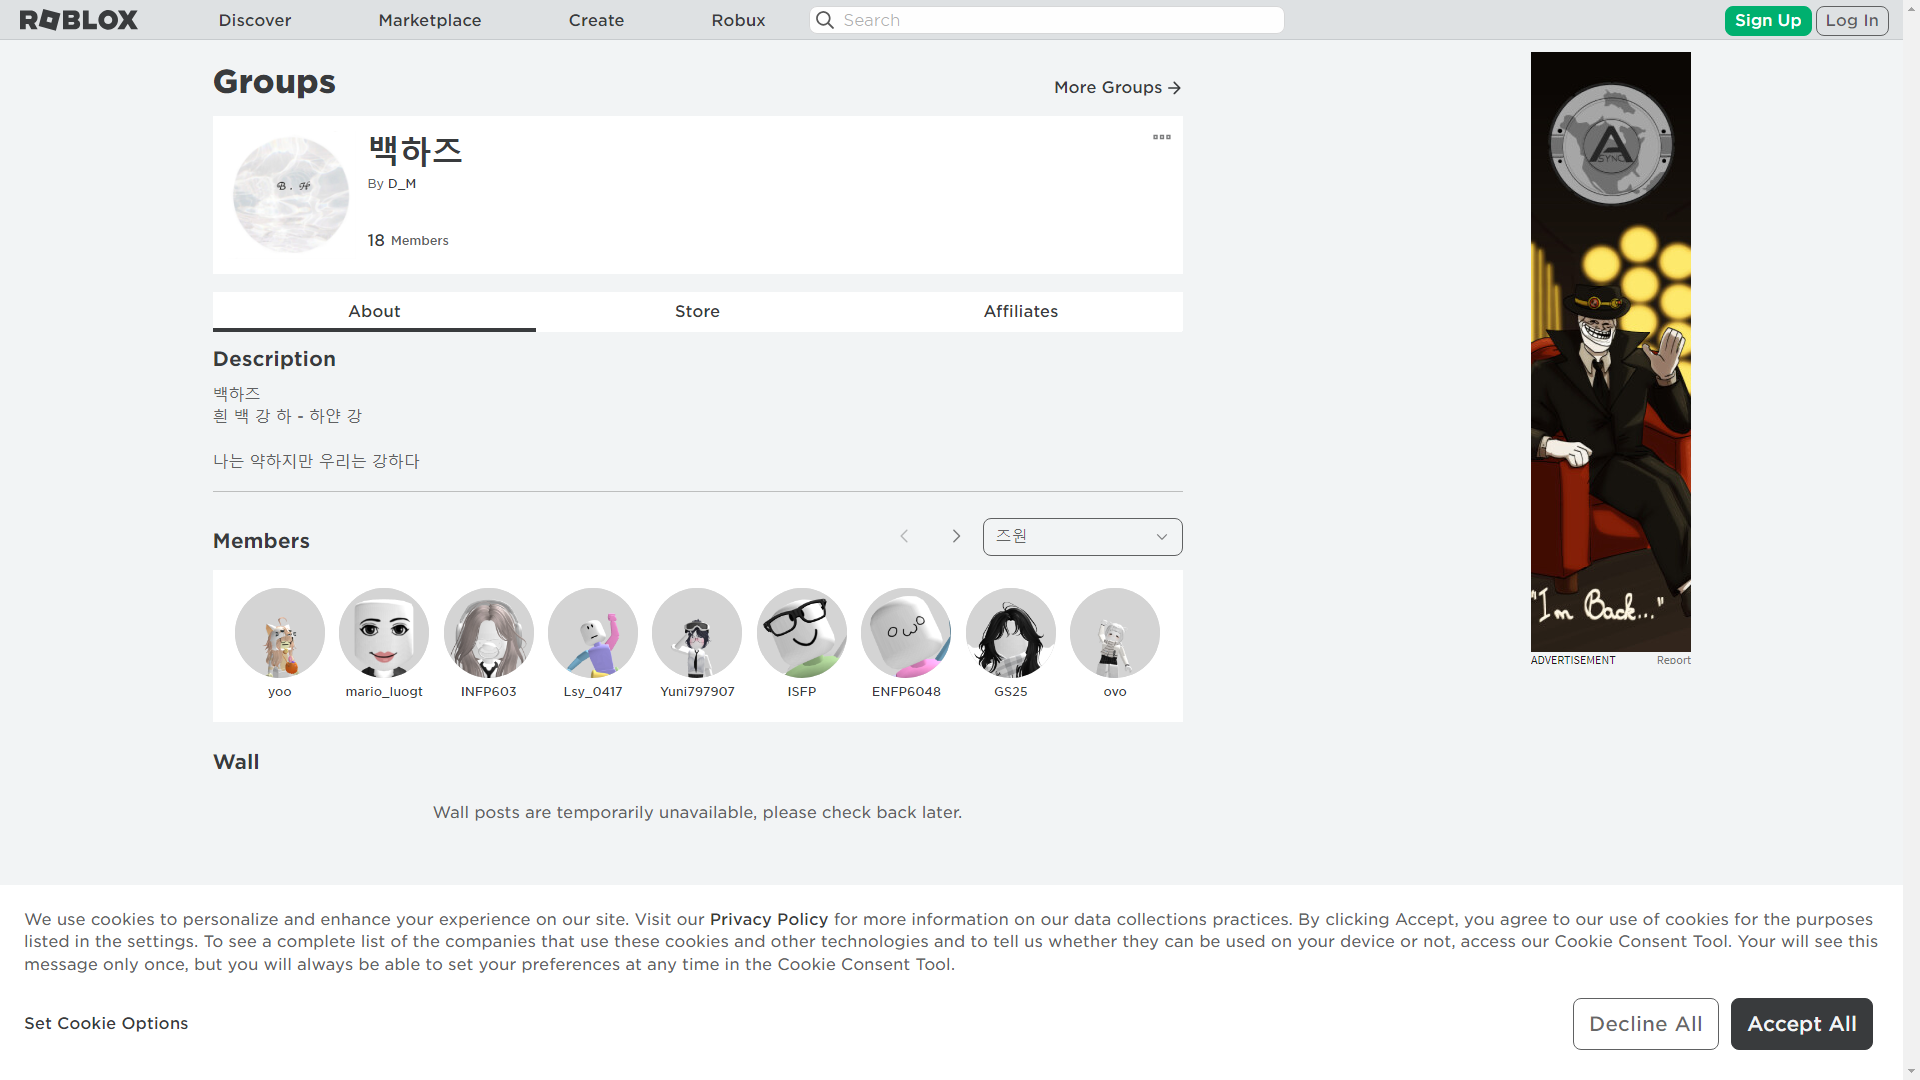 ROBLOX
Discover
Marketplace
Create
Robux
Search
Sign Up
Log In
Groups
More Groups
백하즈
By D_M
18 Members
B . H
About
Store
Affiliates
Description
백하즈
흰 백 강 하 - 하얀 강
나는 약하지만 우리는 강하다
Members
즈원
yoo
mario_luogt
INFP603
Lsy_0417
Yuni797907
ISFP
ENFP6048
GS25
ovo
Wall
Wall posts are temporarily unavailable, please check back later.
A
SYNC
"I'm Back..."
ADVERTISEMENT
Report
We use cookies to personalize and enhance your experience on our site. Visit our Privacy Policy for more information on our data collections practices. By clicking Accept, you agree to our use of cookies for the purposes
listed in the settings. To see a complete list of the companies that use these cookies and other technologies and to tell us whether they can be used on your device or not, access our Cookie Consent Tool. Your will see this
message only once, but you will always be able to set your preferences at any time in the Cookie Consent Tool.
Set Cookie Options
Decline All
Accept All